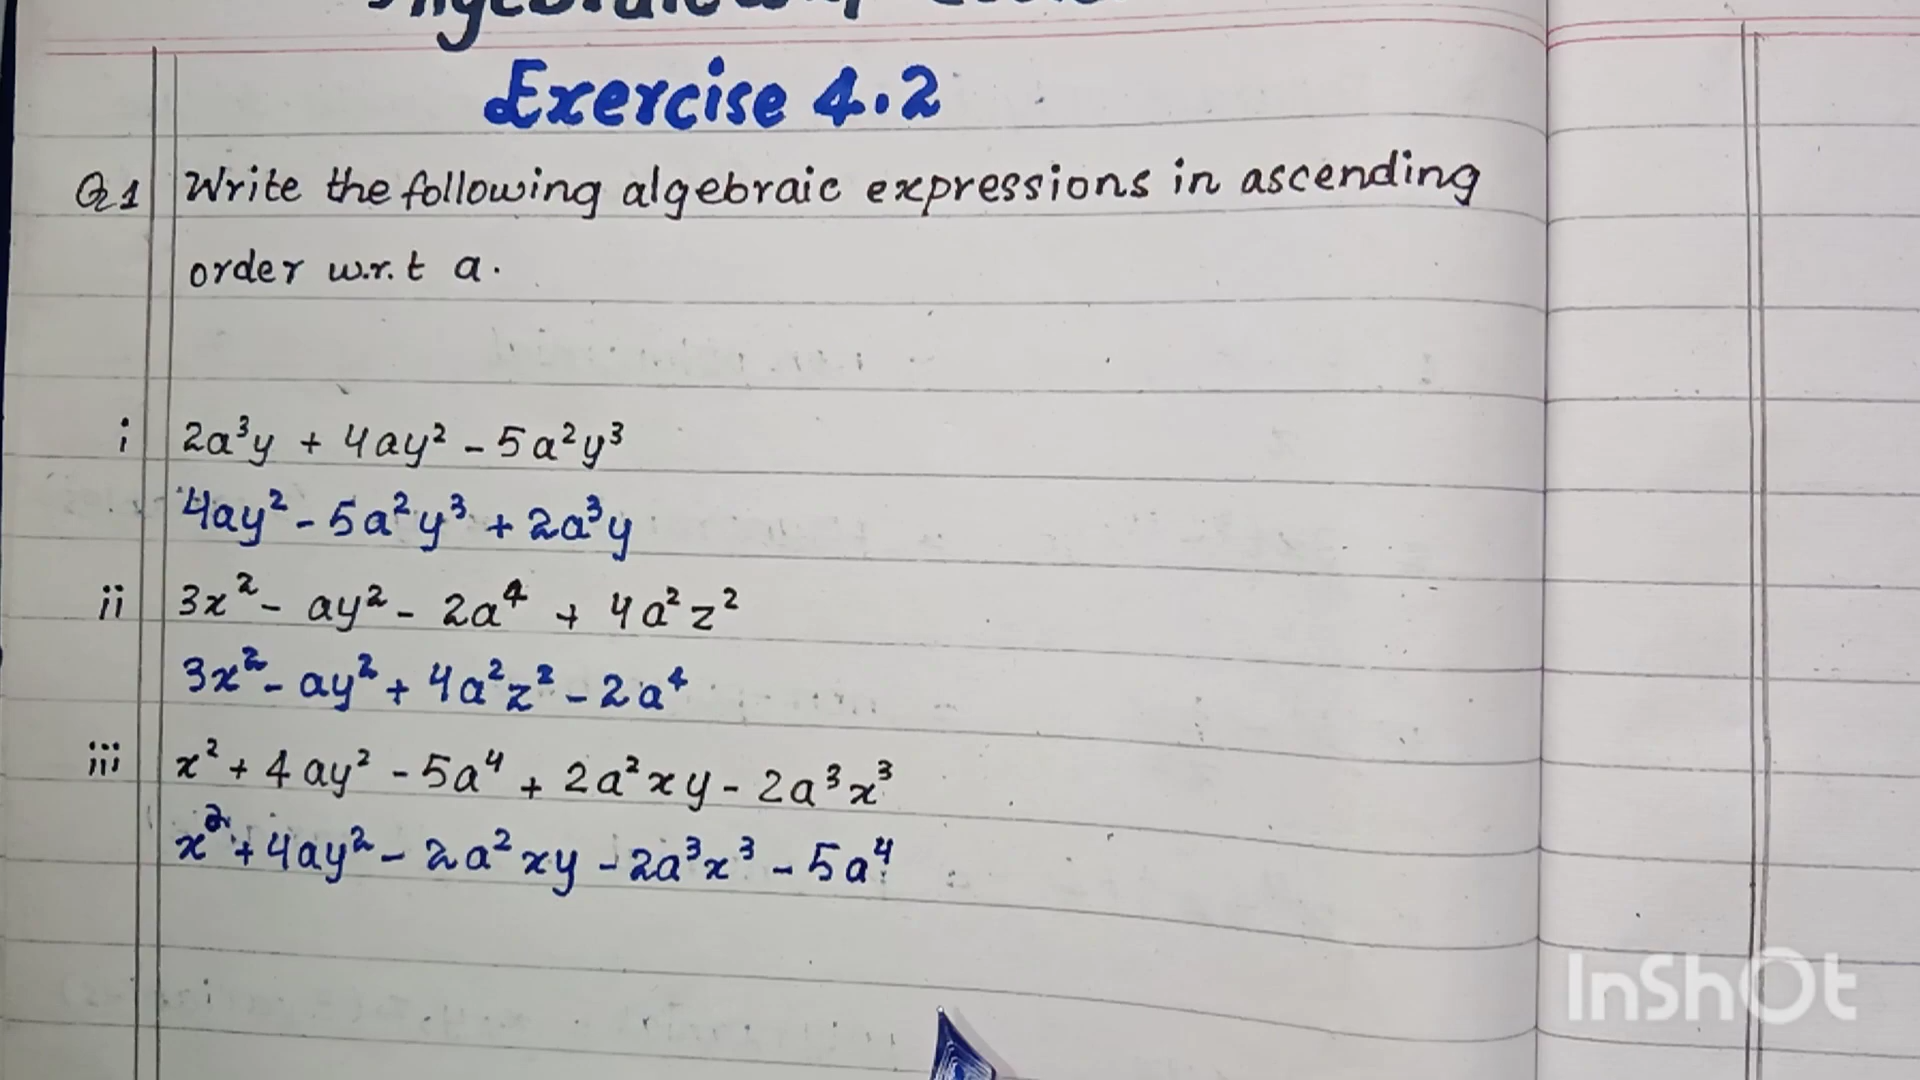 Exercise 4.2
Q1 Write the following algebraic expressions in ascending
order w.r.t a.
i 2a³y + 4ay² - 5a²y³
4ay² - 5a²y³ + 2a³y
ii 3x² - ay² - 2a⁴ + 4a²z²
3x² - ay² + 4a²z² - 2a⁴
iii x² + 4ay² - 5a⁴ + 2a²xy - 2a³x³
x² + 4ay² - 2a²xy - 2a³x³ - 5a⁴
InShOt